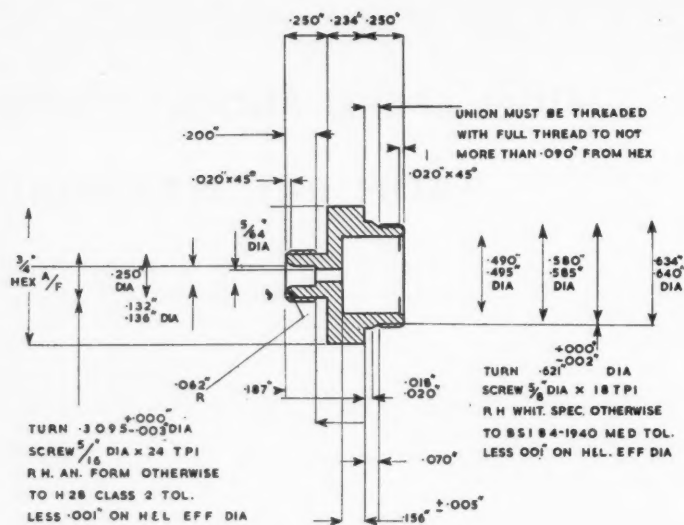 .250" .234" .250"
UNION MUST BE THREADED
WITH FULL THREAD TO NOT
MORE THAN .090" FROM HEX
.200"
.020"×45°
.020"×45°
5/64" DIA
3/4" A/F
HEX
.250" DIA
.132"
.136" DIA
.490"
.495"
DIA
.580"
.585"
DIA
.634"
.640"
DIA
.062"
R
.187"
.018"
.020"
+.000"
TURN .3095 -.003" DIA
SCREW 5/16" DIA × 24 TPI
R H. AN. FORM OTHERWISE
TO H 28 CLASS 2 TOL.
LESS .001" ON HEL EFF DIA
+.000"
-.002"
TURN .621" DIA
SCREW 5/8" DIA × 18 TPI
R H WHIT. SPEC. OTHERWISE
TO BS184-1940 MED TOL.
LESS 001" ON HEL. EFF DIA
.070"
.156" ±.005"